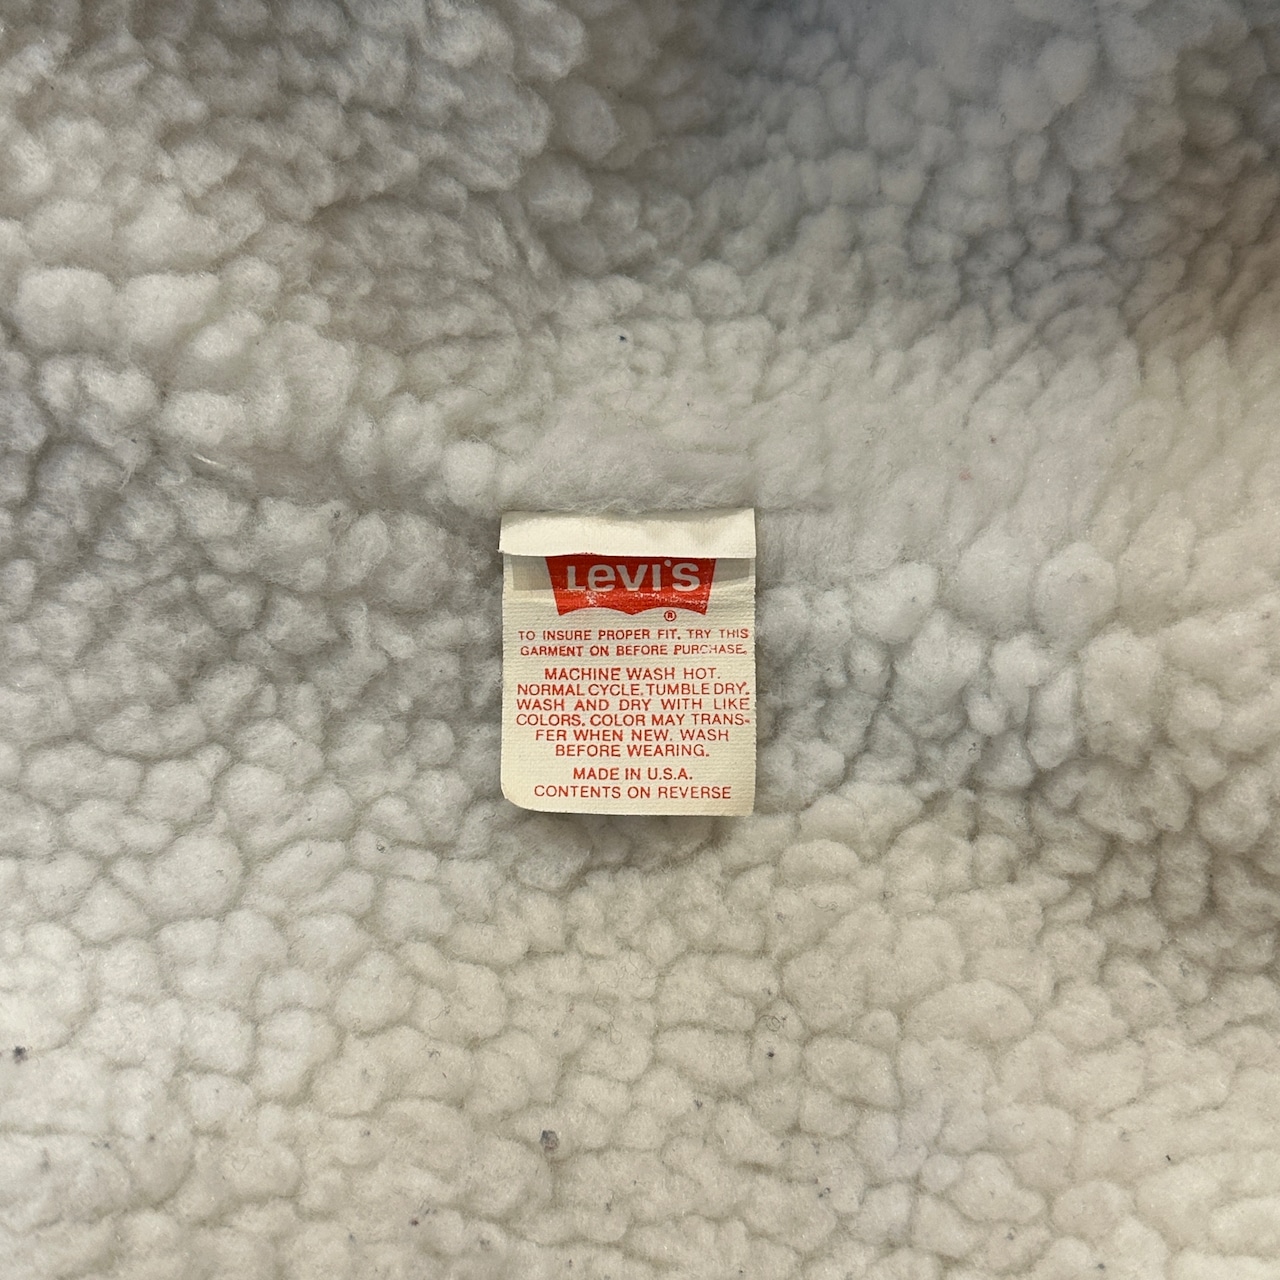 Levi's
®
TO INSURE PROPER FIT. TRY THIS
GARMENT ON BEFORE PURCHASE.
MACHINE WASH HOT.
NORMAL CYCLE. TUMBLE DRY.
WASH AND DRY WITH LIKE
COLORS. COLOR MAY TRANS-
FER WHEN NEW. WASH
BEFORE WEARING.
MADE IN U.S.A.
CONTENTS ON REVERSE